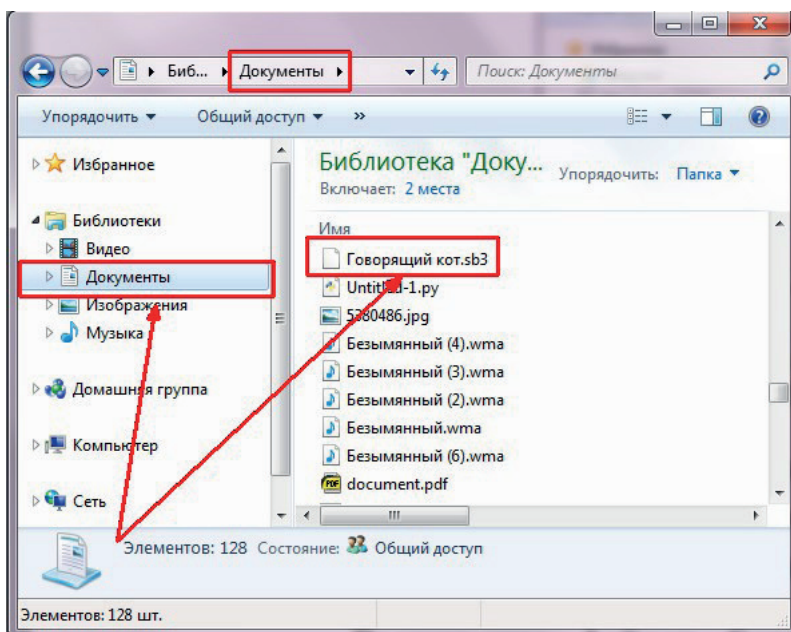 Биб... Документы Поиск: Документы
Упорядочить Общий доступ »
Избранное
Библиотеки
Видео
Документы
Изображения
Музыка
Домашняя группа
Компьютер
Сеть
Библиотека "Доку...
Включает: 2 места
Упорядочить: Папка
Имя
Говорящий кот.sb3
Untitled-1.py
5380486.jpg
Безымянный (4).wma
Безымянный (3).wma
Безымянный (2).wma
Безымянный.wma
Безымянный (6).wma
document.pdf
Элементов: 128 Состояние: Общий доступ
Элементов: 128 шт.